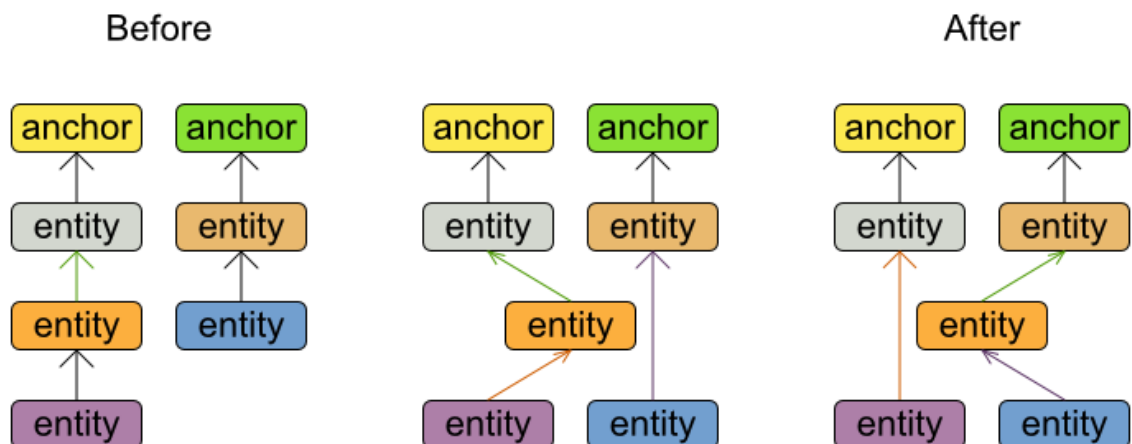 Before After
anchor anchor anchor anchor anchor anchor
entity entity entity entity entity entity
entity entity entity entity
entity entity entity entity entity